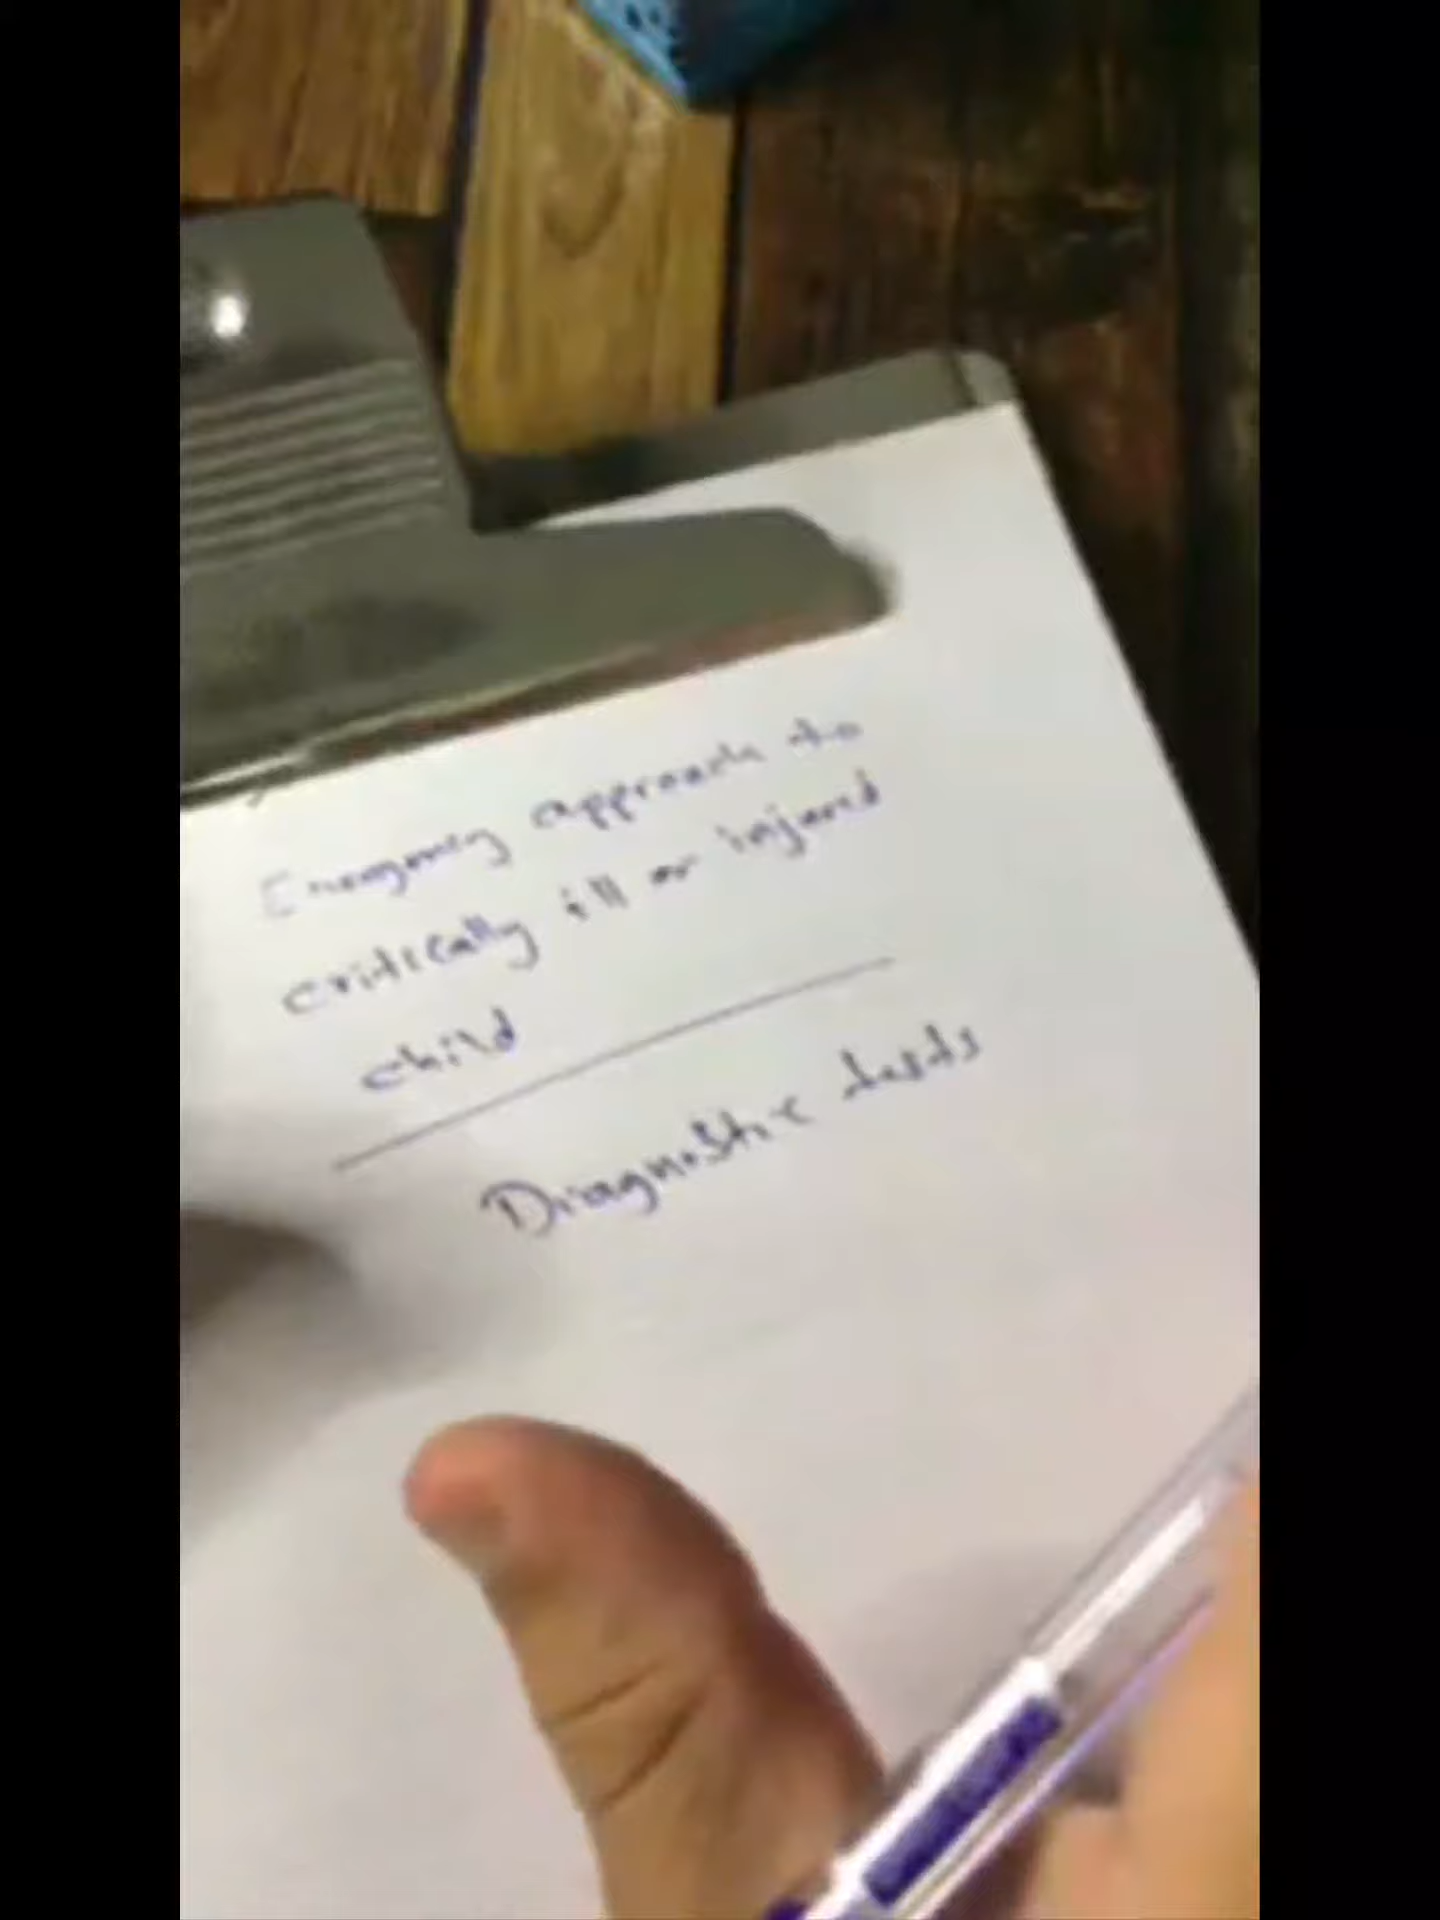 Emergency approach to
critically ill or injured
child
Diagnostic tests